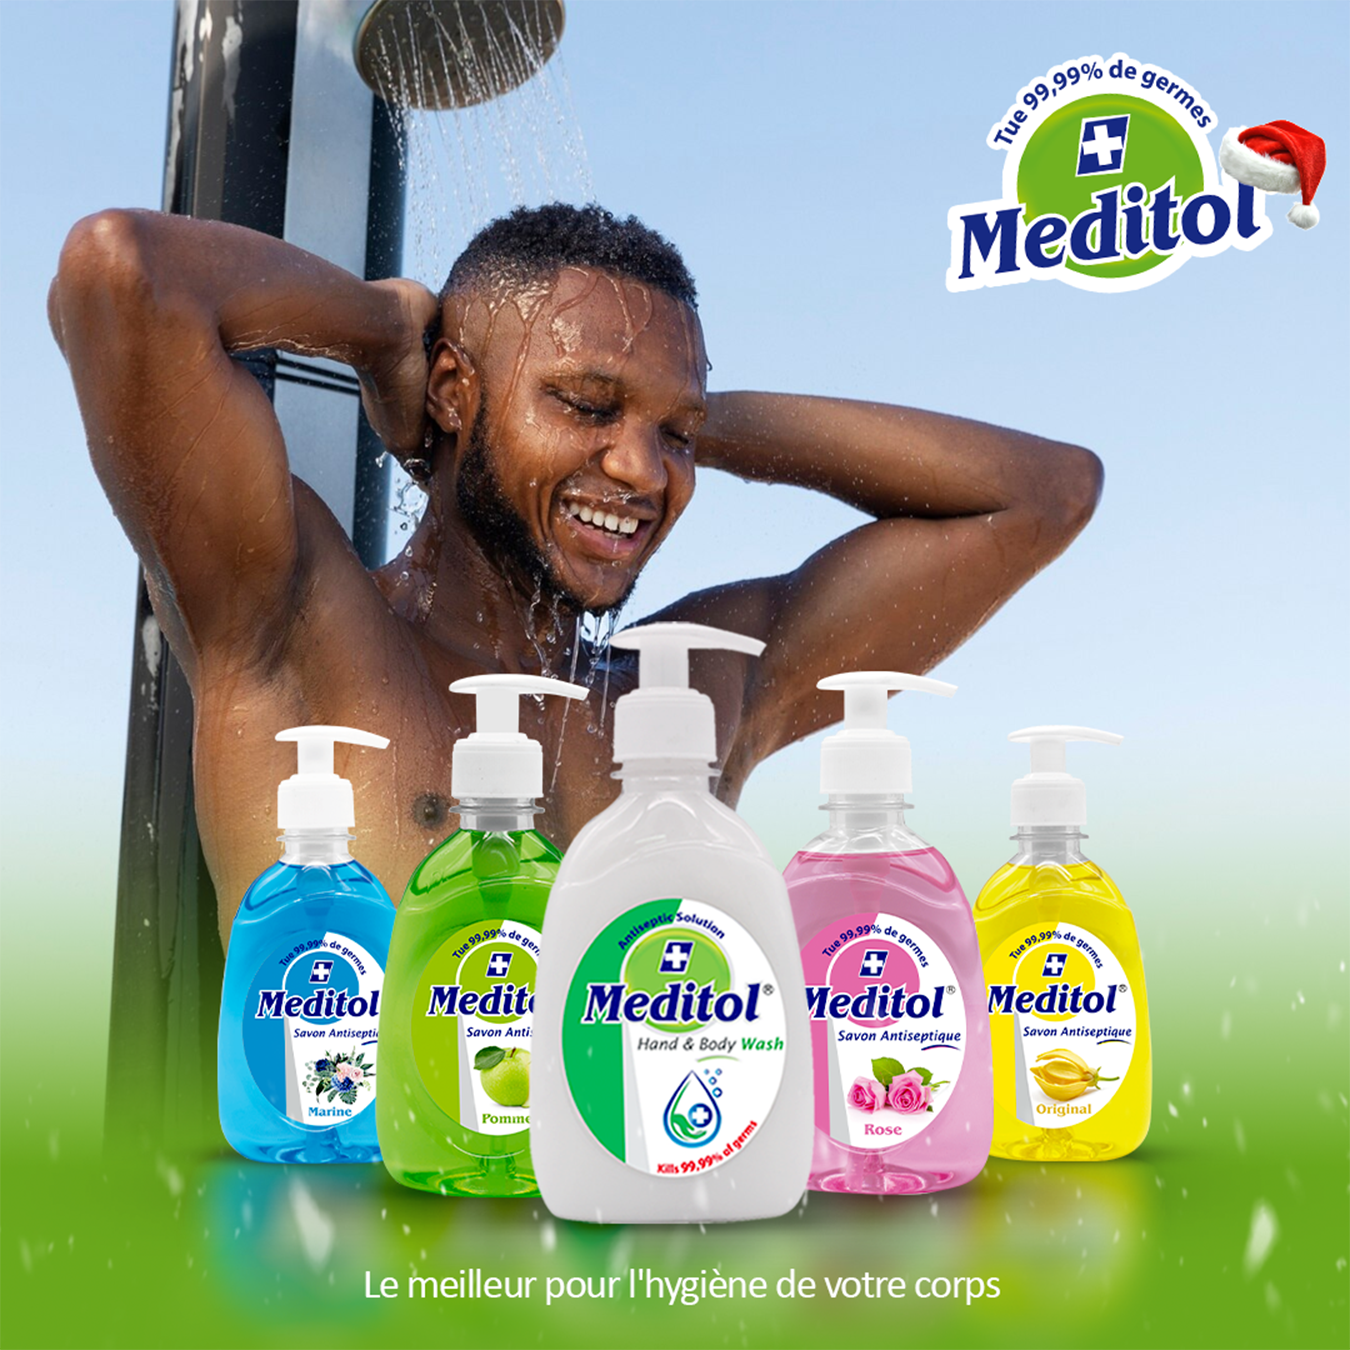 Tue 99,99% de germes
Meditol
Tue 99,99% de germes
Meditol
Savon Antisepti
Marine
Tue 99,99% de ger
Medito
Savon Antis
Pomme
Antiseptic Solution
Meditol®
Hand & Body Wash
Kills 99,99% of germs
Tue 99,99% de germes
Meditol®
Savon Antiseptique
Rose
Tue 99,99% de germes
Meditol®
Savon Antiseptique
Original
Le meilleur pour l'hygiène de votre corps